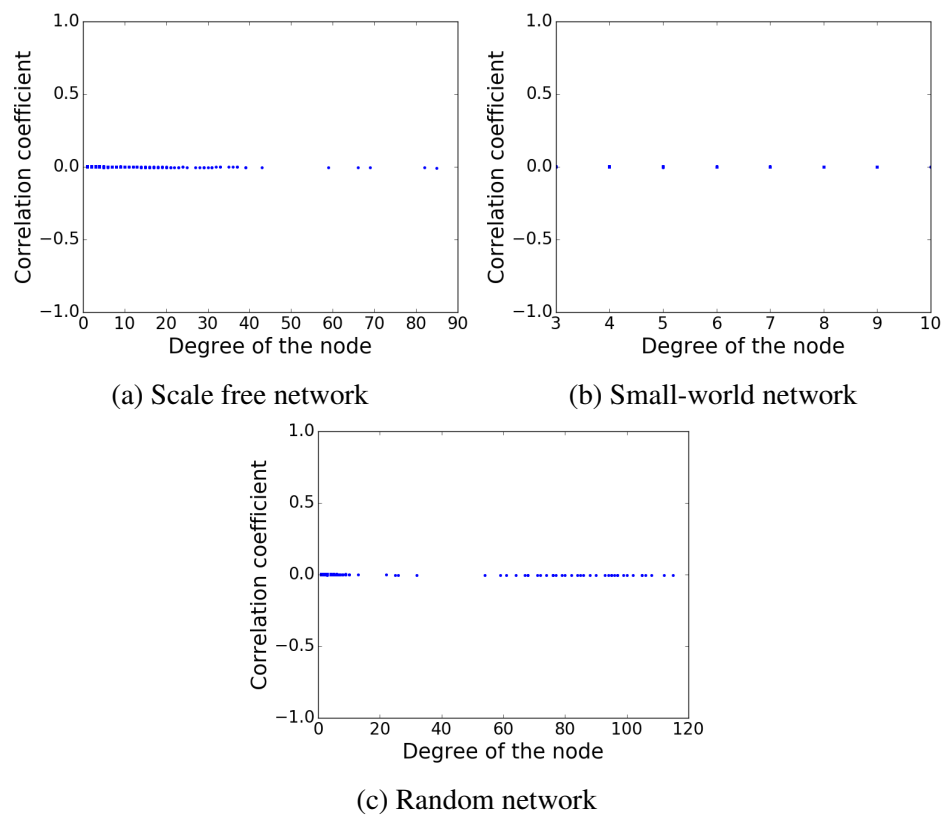 1.0
0.5
0.0
−0.5
−1.0
Correlation coefficient
0 10 20 30 40 50 60 70 80 90
Degree of the node
(a) Scale free network
1.0
0.5
0.0
−0.5
−1.0
Correlation coefficient
3 4 5 6 7 8 9 10
Degree of the node
(b) Small-world network
1.0
0.5
0.0
−0.5
−1.0
Correlation coefficient
0 20 40 60 80 100 120
Degree of the node
(c) Random network